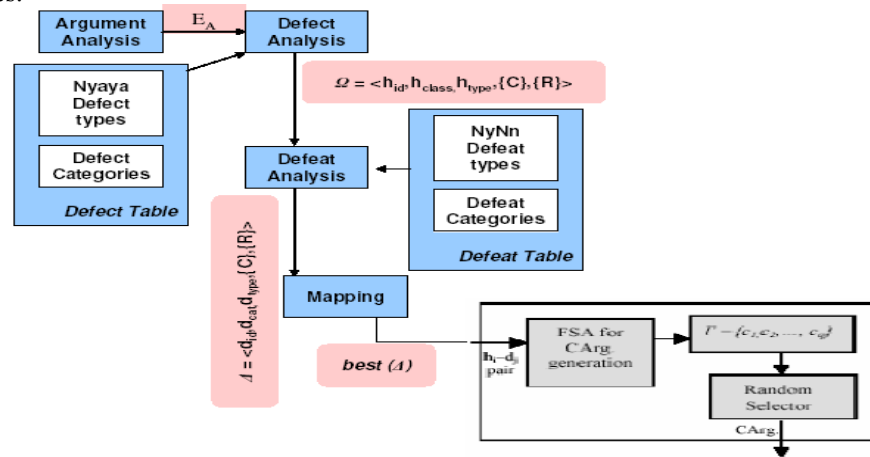 es.
Argument
Analysis
E_A
Defect
Analysis
Nyaya
Defect
types
Defect
Categories
Defect Table
Ω = <h_id, h_class, h_type, {C}, {R}>
Defeat
Analysis
NyNn
Defeat
types
Defeat
Categories
Defeat Table
Δ = <d_id, d_cat, d_type, {C}, {R}>
Mapping
best (Δ)
h_i–d_ji
pair
FSA for
CArg
generation
Γ – {c_1, c_2, ..., c_q}
Random
Selector
CArg.